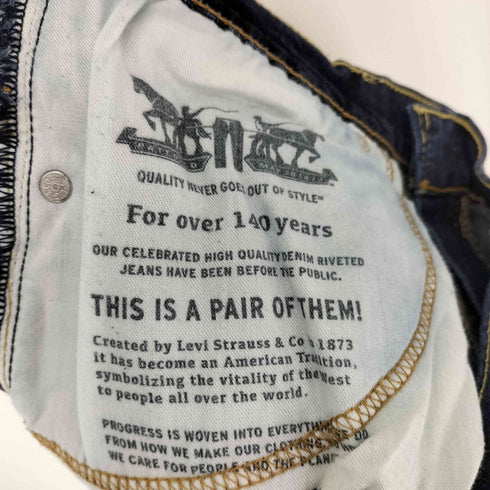 QUALITY NEVER GOES OUT OF STYLE™
For over 140 years
OUR CELEBRATED HIGH QUALITY DENIM RIVETED
JEANS HAVE BEEN BEFORE THE PUBLIC.
THIS IS A PAIR OF THEM!
Created by Levi Strauss & Co 1873
it has become an American Tradition,
symbolizing the vitality of the West
to people all over the world.
PROGRESS IS WOVEN INTO EVERYTHING
FROM HOW WE MAKE OUR CLOTHING,
WE CARE FOR PEOPLE AND THE PLANET